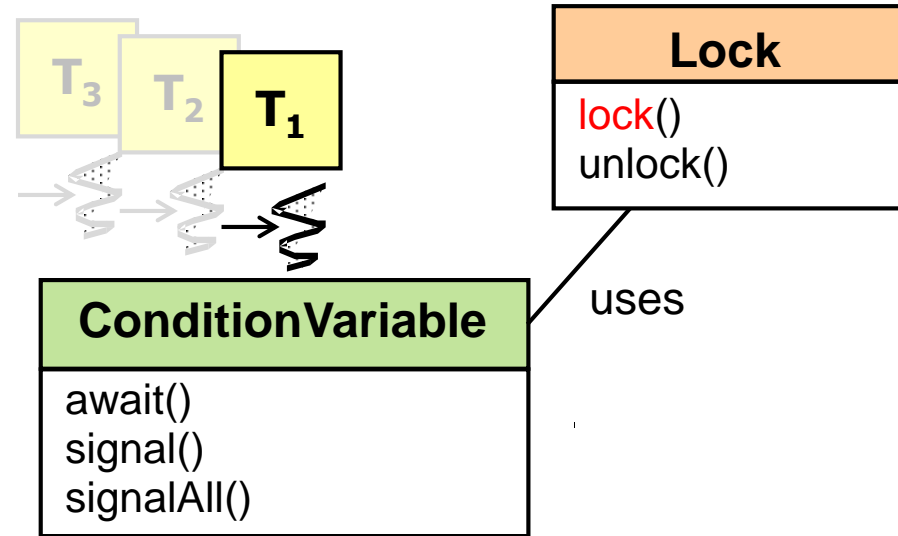 T3
T2
T1
Lock
lock()
unlock()
uses
ConditionVariable
await()
signal()
signalAll()